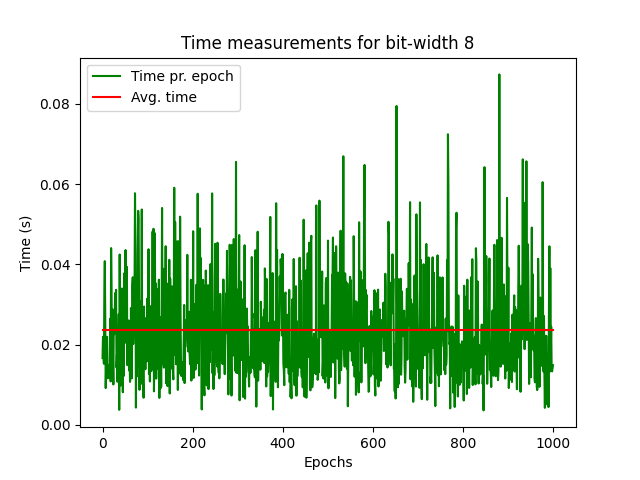 Time measurements for bit-width 8
Time pr. epoch
Avg. time
0.08
0.06
0.04
0.02
0.00
Time (s)
0 200 400 600 800 1000
Epochs